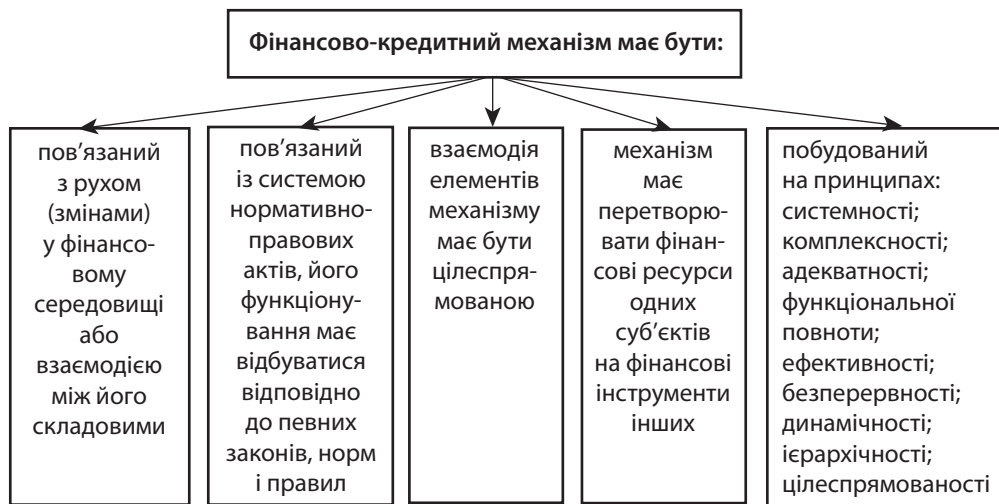 Фінансово-кредитний механізм має бути:
пов’язаний
з рухом
(змінами)
у фінансо-
вому
середовищі
або
взаємодією
між його
складовими
пов’язаний
із системою
нормативно-
правових
актів, його
функціону-
вання має
відбуватися
відповідно
до певних
законів, норм
і правил
взаємодія
елементів
механізму
має бути
цілеспря-
мованою
механізм
має
перетворю-
вати фінан-
сові ресурси
одних
суб’єктів
на фінансові
інструменти
інших
побудований
на принципах:
системності;
комплексності;
адекватності;
функціональної
повноти;
ефективності;
безперервності;
динамічності;
ієрархічності;
цілеспрямованості